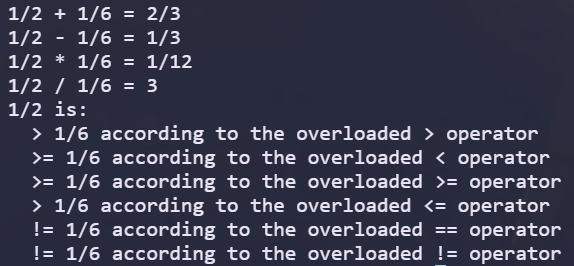 1/2 + 1/6 = 2/3
1/2 - 1/6 = 1/3
1/2 * 1/6 = 1/12
1/2 / 1/6 = 3
1/2 is:
  > 1/6 according to the overloaded > operator
  >= 1/6 according to the overloaded < operator
  >= 1/6 according to the overloaded >= operator
  > 1/6 according to the overloaded <= operator
  != 1/6 according to the overloaded == operator
  != 1/6 according to the overloaded != operator